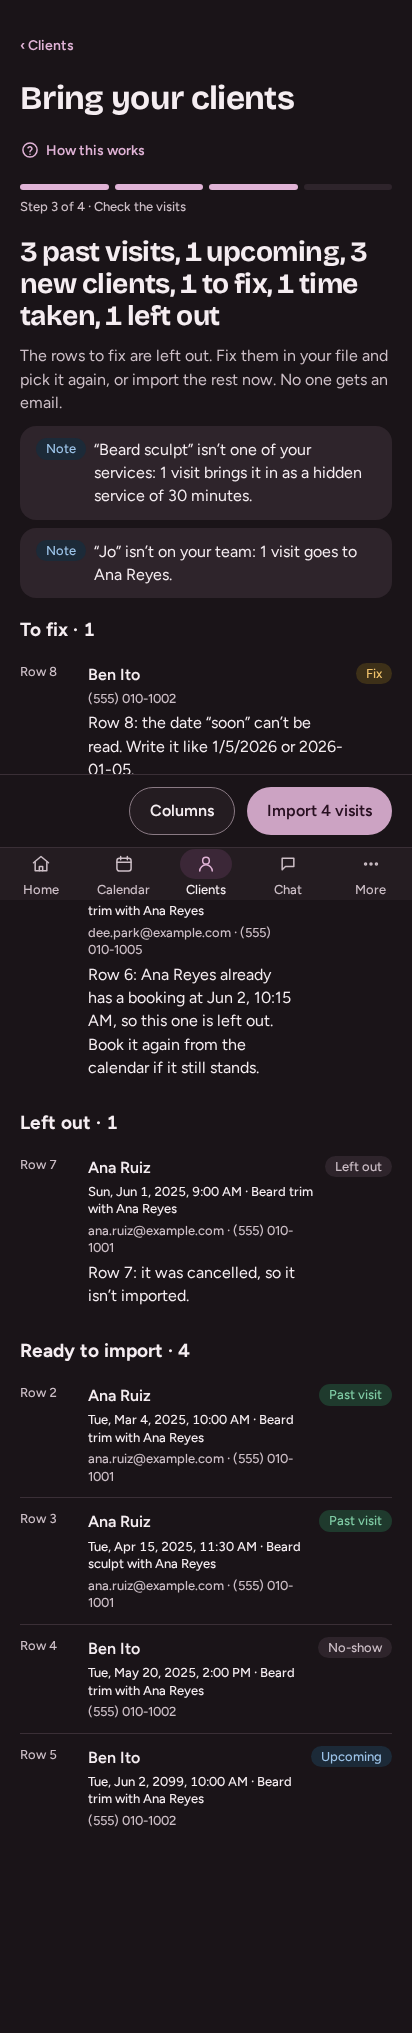 ‹ Clients
Bring your clients
How this works
Step 3 of 4 · Check the visits
3 past visits, 1 upcoming, 3
new clients, 1 to fix, 1 time
taken, 1 left out
The rows to fix are left out. Fix them in your file and
pick it again, or import the rest now. No one gets an
email.
Note
“Beard sculpt” isn’t one of your
services: 1 visit brings it in as a hidden
service of 30 minutes.
Note
“Jo” isn’t on your team: 1 visit goes to
Ana Reyes.
To fix · 1
Row 8
Ben Ito
Fix
(555) 010-1002
Row 8: the date “soon” can’t be
read. Write it like 1/5/2026 or 2026-
01-05.
Columns
Import 4 visits
Home
Calendar
Clients
Chat
More
trim with Ana Reyes
dee.park@example.com · (555)
010-1005
Row 6: Ana Reyes already
has a booking at Jun 2, 10:15
AM, so this one is left out.
Book it again from the
calendar if it still stands.
Left out · 1
Row 7
Ana Ruiz
Left out
Sun, Jun 1, 2025, 9:00 AM · Beard trim
with Ana Reyes
ana.ruiz@example.com · (555) 010-
1001
Row 7: it was cancelled, so it
isn’t imported.
Ready to import · 4
Row 2
Ana Ruiz
Past visit
Tue, Mar 4, 2025, 10:00 AM · Beard
trim with Ana Reyes
ana.ruiz@example.com · (555) 010-
1001
Row 3
Ana Ruiz
Past visit
Tue, Apr 15, 2025, 11:30 AM · Beard
sculpt with Ana Reyes
ana.ruiz@example.com · (555) 010-
1001
Row 4
Ben Ito
No-show
Tue, May 20, 2025, 2:00 PM · Beard
trim with Ana Reyes
(555) 010-1002
Row 5
Ben Ito
Upcoming
Tue, Jun 2, 2099, 10:00 AM · Beard
trim with Ana Reyes
(555) 010-1002